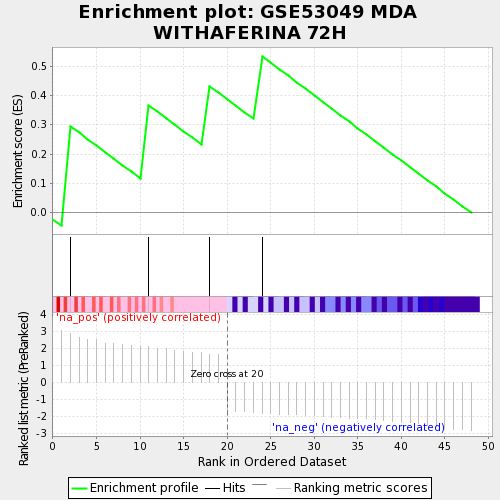 Enrichment plot: GSE53049 MDA
WITHAFERINA 72H
Enrichment score (ES)
0.5
0.4
0.3
0.2
0.1
0.0
Ranked list metric (PreRanked)
4
3
2
1
0
-1
-2
-3
'na_pos' (positively correlated)
Zero cross at 20
'na_neg' (negatively correlated)
0 5 10 15 20 25 30 35 40 45 50
Rank in Ordered Dataset
Enrichment profile Hits Ranking metric scores